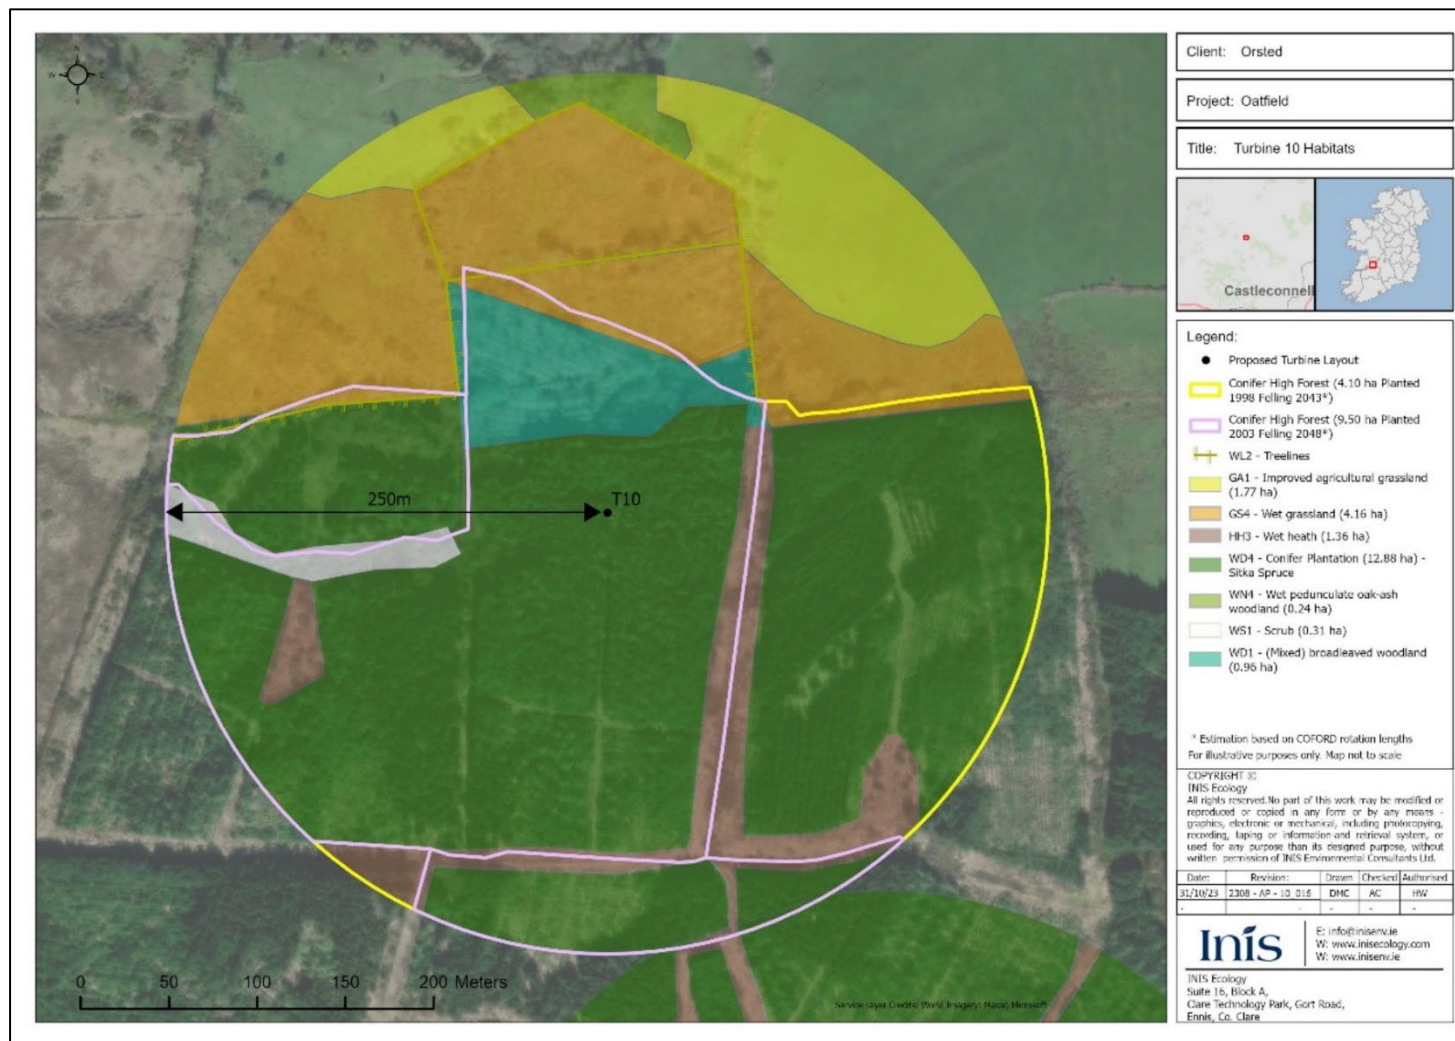 N
W
E
S
250m
T10
0
50
100
150
200 Meters
Service Layer Credits: World Imagery: Maxar, Microsoft
Client: Orsted
Project: Oatfield
Title: Turbine 10 Habitats
Castleconnell
Legend:
Proposed Turbine Layout
Conifer High Forest (4.10 ha Planted
1998 Felling 2043*)
Conifer High Forest (9.50 ha Planted
2003 Felling 2048*)
WL2 - Treelines
GA1 - Improved agricultural grassland
(1.77 ha)
GS4 - Wet grassland (4.16 ha)
HH3 - Wet heath (1.36 ha)
WD4 - Conifer Plantation (12.88 ha) -
Sitka Spruce
WN4 - Wet pedunculate oak-ash
woodland (0.24 ha)
WS1 - Scrub (0.31 ha)
WD1 - (Mixed) broadleaved woodland
(0.96 ha)
* Estimation based on COFORD rotation lengths
For illustrative purposes only. Map not to scale
COPYRIGHT ©
INIS Ecology
All rights reserved.No part of this work may be modified or
reproduced or copied in any form or by any means -
graphics, electronic or mechanical, including photocopying,
recording, taping or information and retrieval system, or
used for any purpose than its designed purpose, without
written permission of INIS Environmental Consultants Ltd.
Date: Revision: Drawn Checked Authorised
31/10/23 2308 - AP - 10_016 DMC AC HW
- - - - -
Inis
E: info@inisenv.ie
W: www.inisecology.com
W: www.inisenv.ie
INIS Ecology
Suite 16, Block A,
Clare Technology Park, Gort Road,
Ennis, Co. Clare